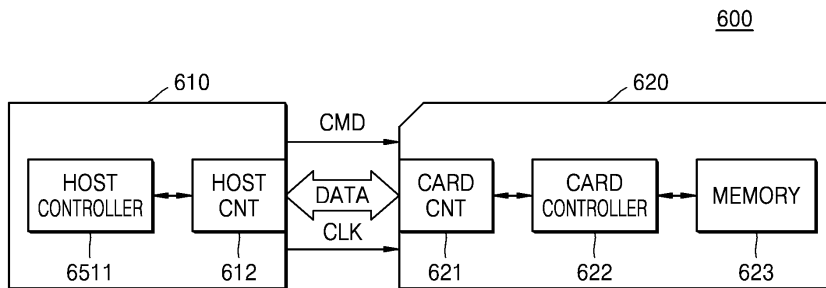 600
610
620
CMD
HOST
CONTROLLER
HOST
CNT
DATA
CARD
CNT
CARD
CONTROLLER
MEMORY
CLK
6511
612
621
622
623